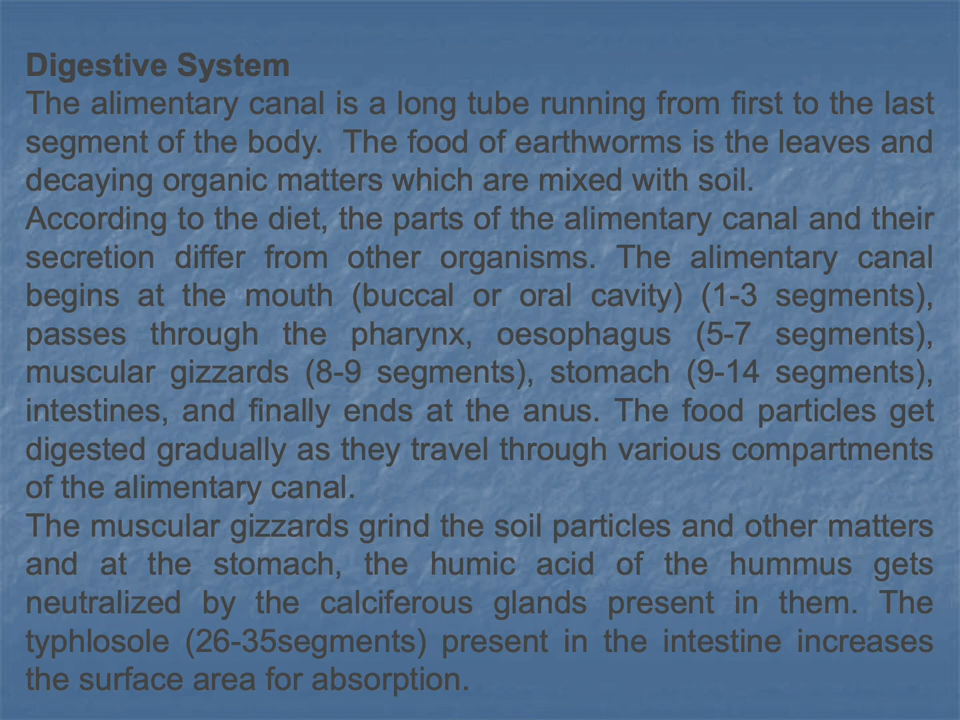 Digestive System
The alimentary canal is a long tube running from first to the last
segment of the body.  The food of earthworms is the leaves and
decaying organic matters which are mixed with soil.
According to the diet, the parts of the alimentary canal and their
secretion differ from other organisms. The alimentary canal
begins at the mouth (buccal or oral cavity) (1-3 segments),
passes through the pharynx, oesophagus (5-7 segments),
muscular gizzards (8-9 segments), stomach (9-14 segments),
intestines, and finally ends at the anus. The food particles get
digested gradually as they travel through various compartments
of the alimentary canal.
The muscular gizzards grind the soil particles and other matters
and at the stomach, the humic acid of the hummus gets
neutralized by the calciferous glands present in them. The
typhlosole (26-35segments) present in the intestine increases
the surface area for absorption.